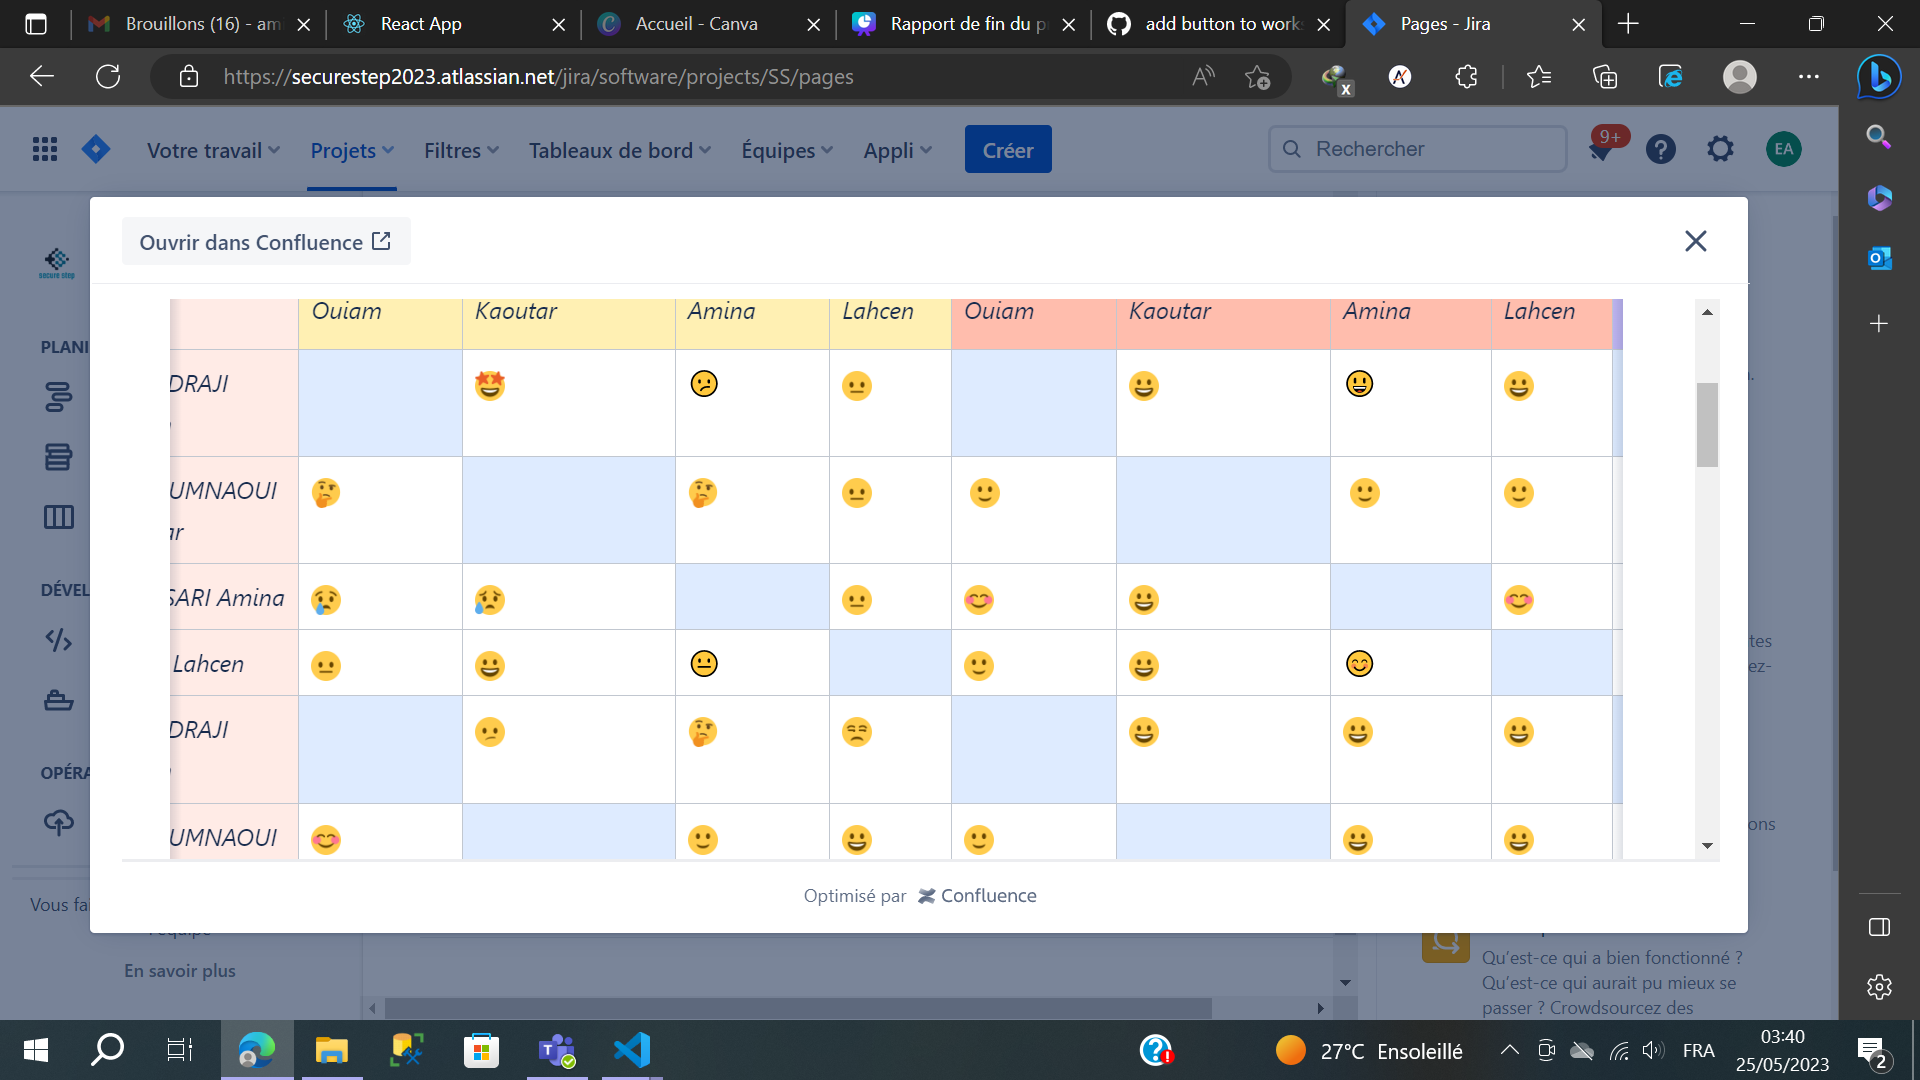 Brouillons (16) - am
React App
Accueil - Canva
Rapport de fin du p
add button to works
Pages - Jira
https://securestep2023.atlassian.net/jira/software/projects/SS/pages
Votre travail
Projets
Filtres
Tableaux de bord
Équipes
Appli
Créer
Rechercher
9+
EA
Ouvrir dans Confluence
secure step
Ouiam Kaoutar Amina Lahcen Ouiam Kaoutar Amina Lahcen
PLANI
DRAJI
UMNAOUI
ar
DÉVEL
SARI Amina
Lahcen
tes
ez-
DRAJI
OPÉRA
ons
UMNAOUI
Optimisé par Confluence
Vous fa
l'équipe
En savoir plus
Qu'est-ce qui a bien fonctionné ?
Qu'est-ce qui aurait pu mieux se
passer ? Crowdsourcez des
27°C Ensoleillé
FRA
03:40
25/05/2023
2